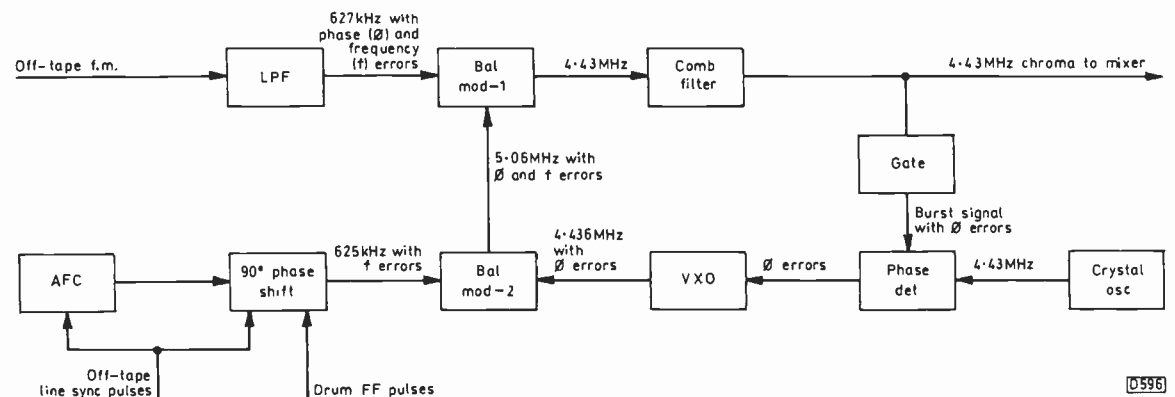 627kHz with
phase (Ø) and
frequency
(f) errors
Off-tape f.m.
LPF
Bal
mod-1
4·43MHz
Comb
filter
4·43MHz chroma to mixer
5·06MHz with
Ø and f errors
Gate
Burst signal
with Ø errors
AFC
90° phase
shift
625kHz with
f errors
Bal
mod-2
4·436MHz
with
Ø errors
VXO
Ø errors
Phase
det
4·43MHz
Crystal
osc
Off-tape
line sync pulses
Drum FF pulses
D596